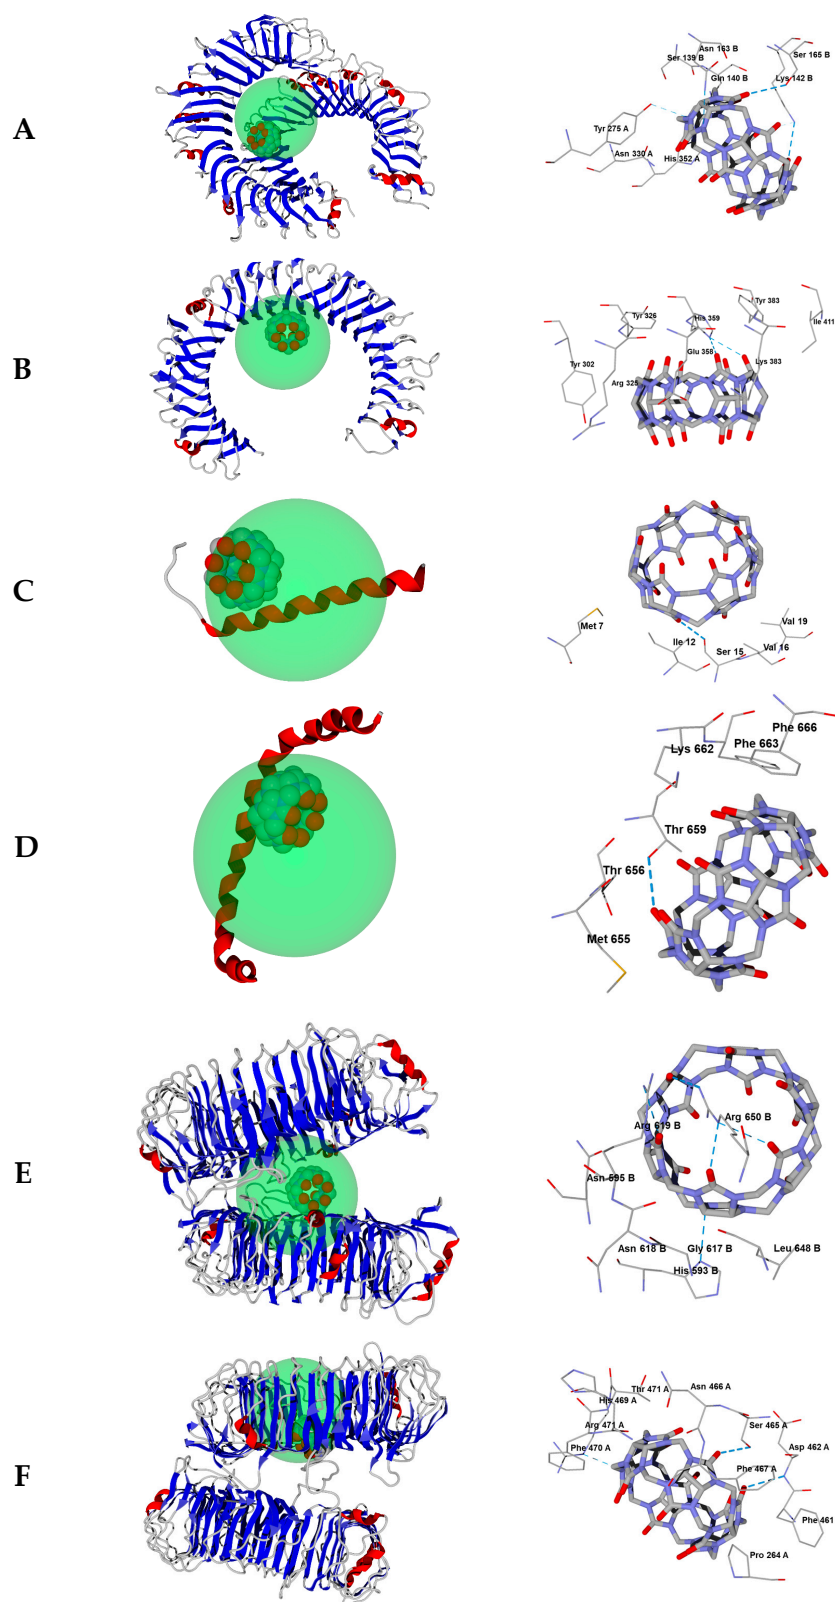 A
Asn 163 B
Ser 139 B
Ser 165 B
Gln 140 B
Lys 142 B
Tyr 275 A
Asn 330 A
His 352 A
B
Tyr 383
Tyr 326
His 359
Ile 411
Glu 358
Tyr 302
Lys 383
Arg 325
C
Val 19
Met 7
Ile 12
Ser 15
Val 16
D
Phe 666
Lys 662
Phe 663
Thr 659
Thr 656
Met 655
E
Arg 650 B
Arg 619 B
Asn 595 B
Asn 618 B
Gly 617 B
Leu 648 B
His 593 B
F
Thr 471 A
Asn 466 A
His 469 A
Arg 471 A
Ser 465 A
Phe 470 A
Asp 462 A
Phe 467 A
Phe 461
Pro 264 A